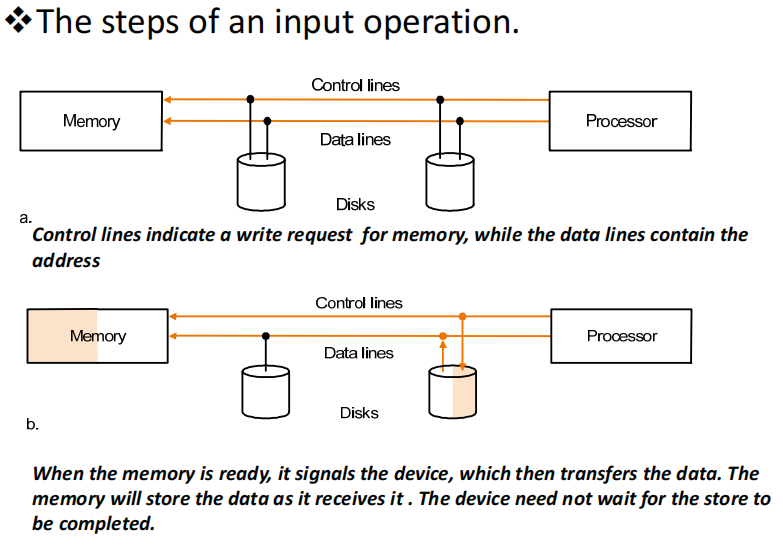 ❖The steps of an input operation.
Control lines
Memory
Processor
Data lines
Disks
a.
Control lines indicate a write request for memory, while the data lines contain the
address
Control lines
Memory
Processor
Data lines
Disks
b.
When the memory is ready, it signals the device, which then transfers the data. The
memory will store the data as it receives it . The device need not wait for the store to
be completed.